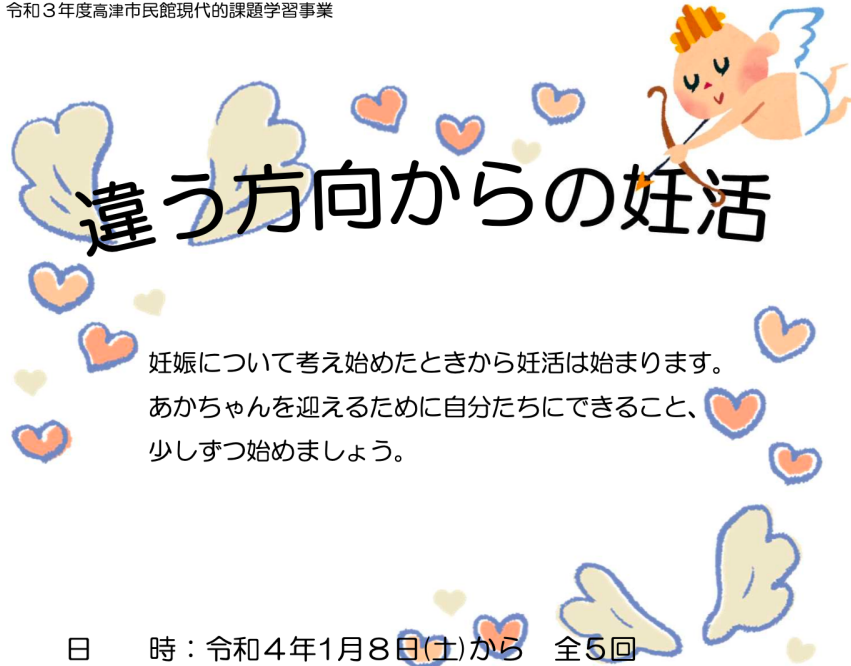 令和３年度高津市民館現代的課題学習事業
違う方向からの妊活
妊娠について考え始めたときから妊活は始まります。
あかちゃんを迎えるために自分たちにできること、
少しずつ始めましょう。
日　　時：令和４年1月８日(土)から　全５回